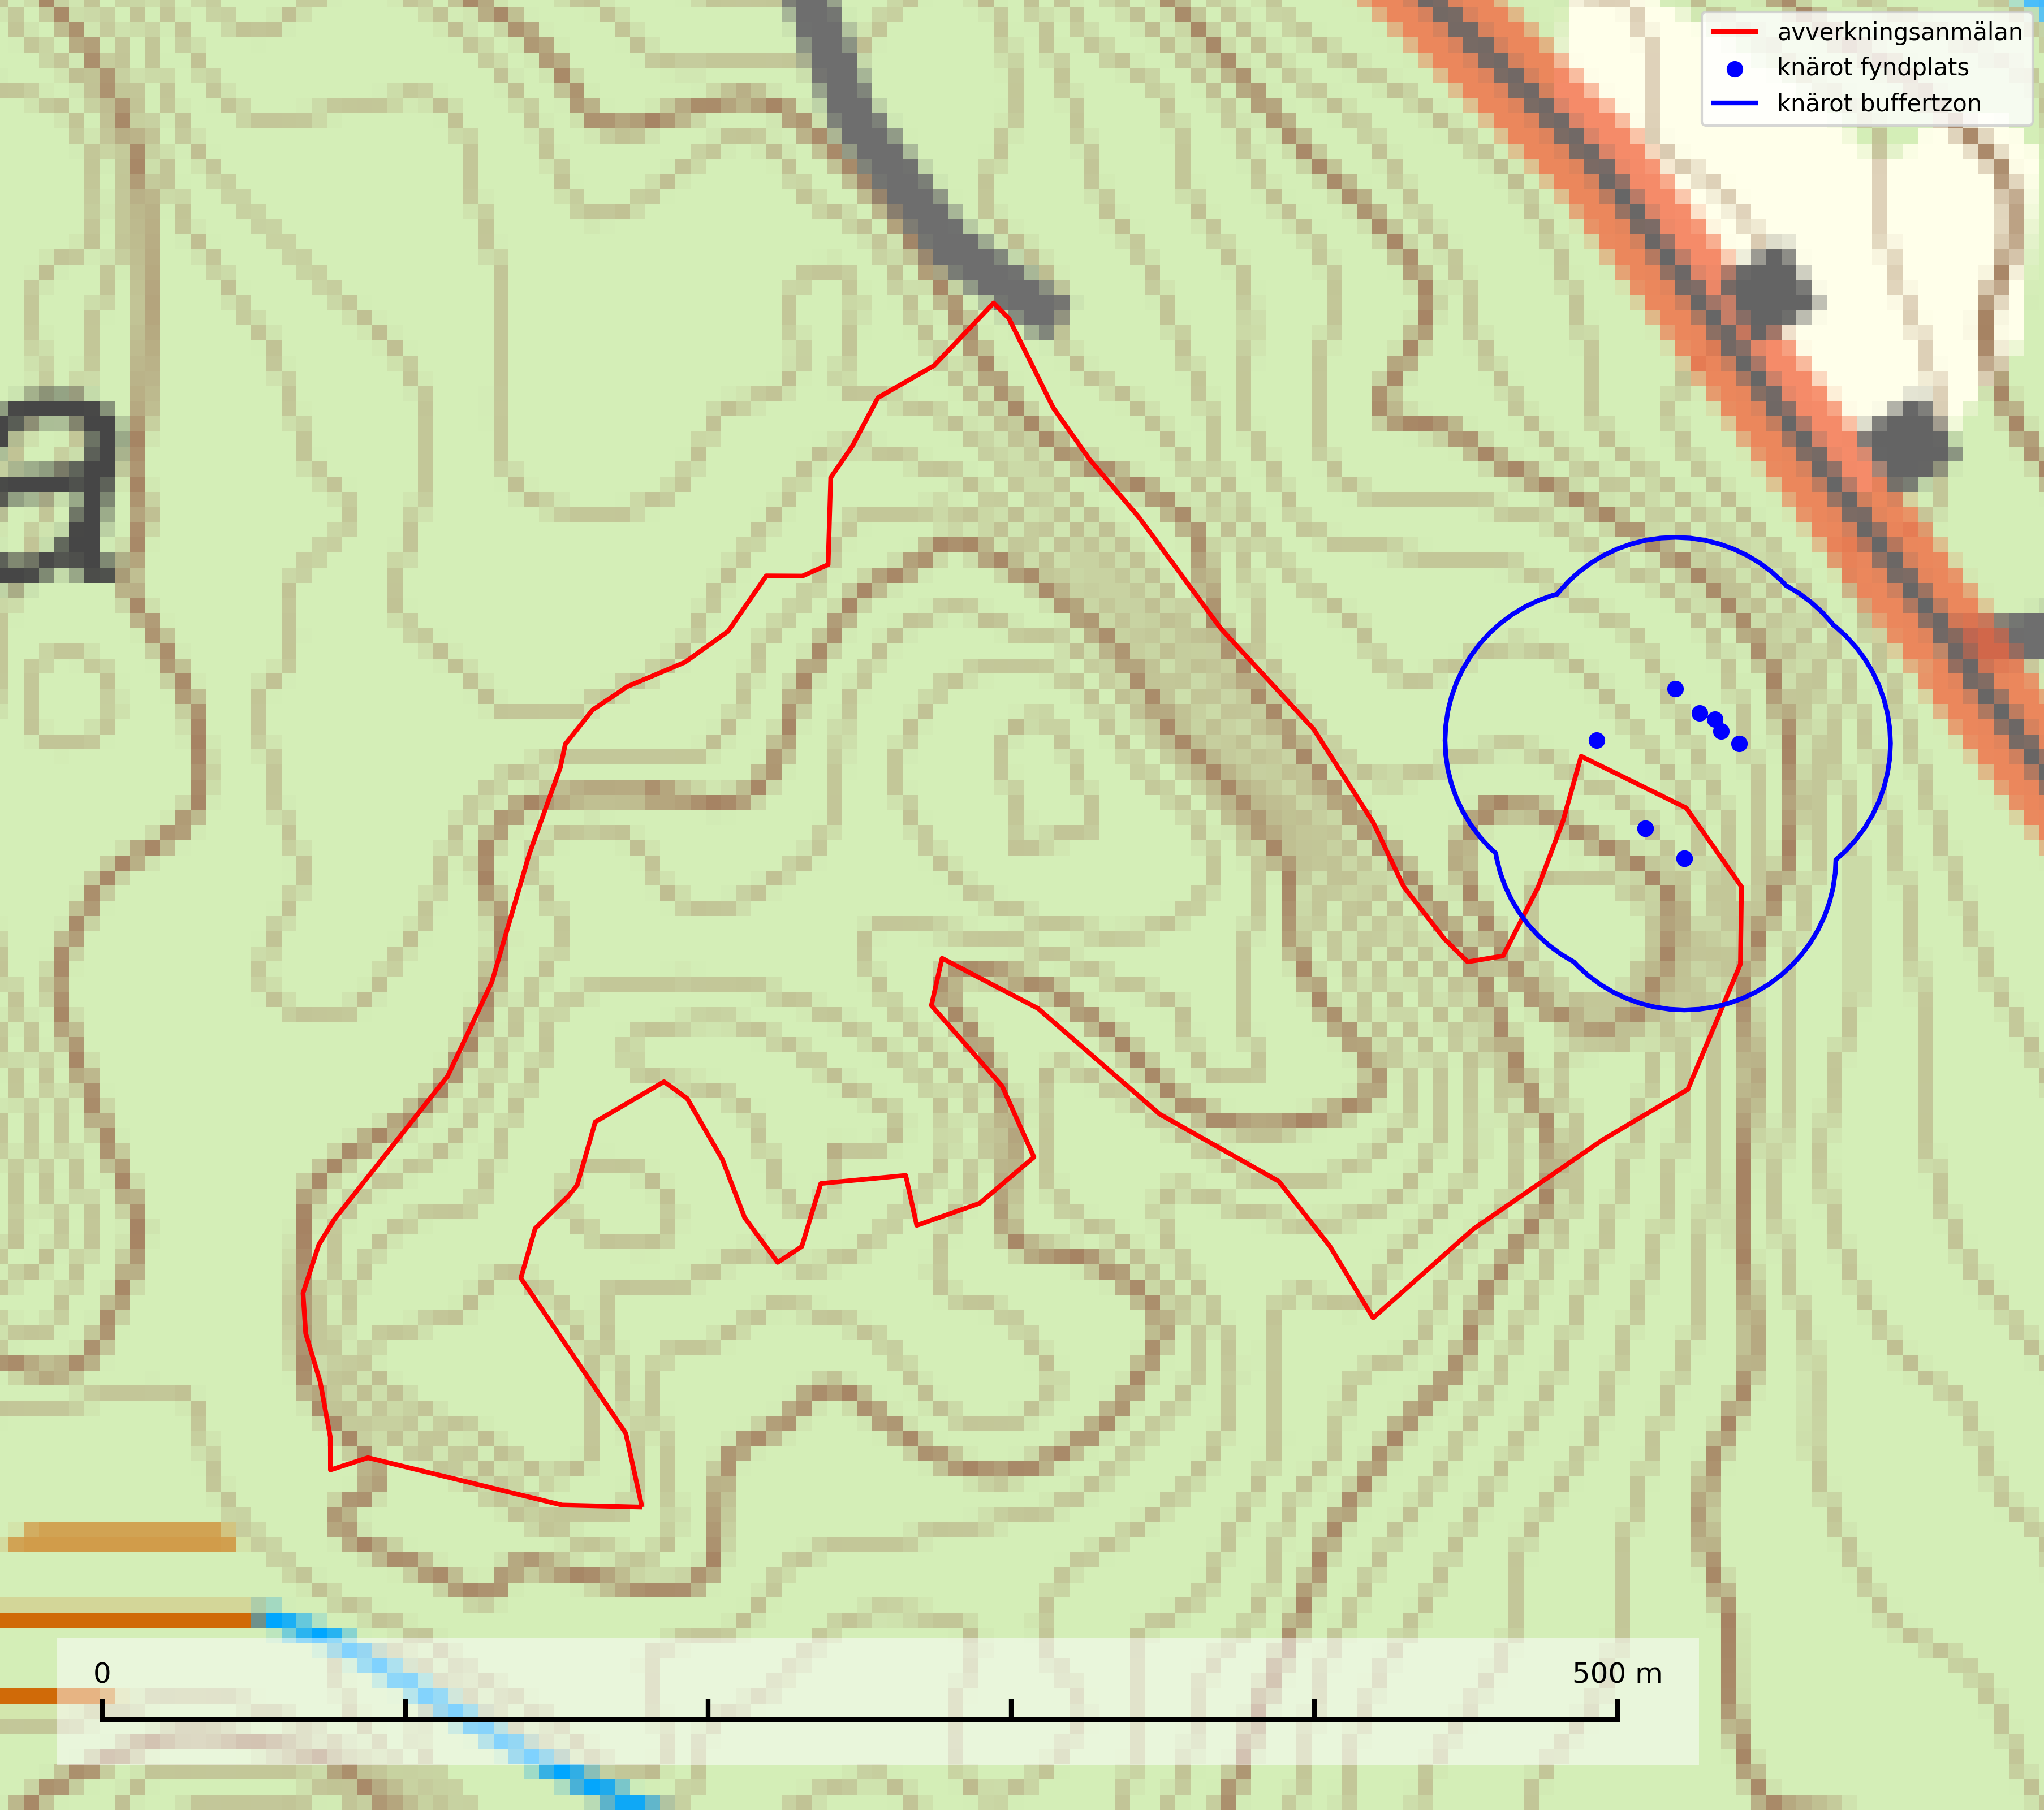 avverkningsanmälan
knärot fyndplats
knärot buffertzon
a
0 500 m